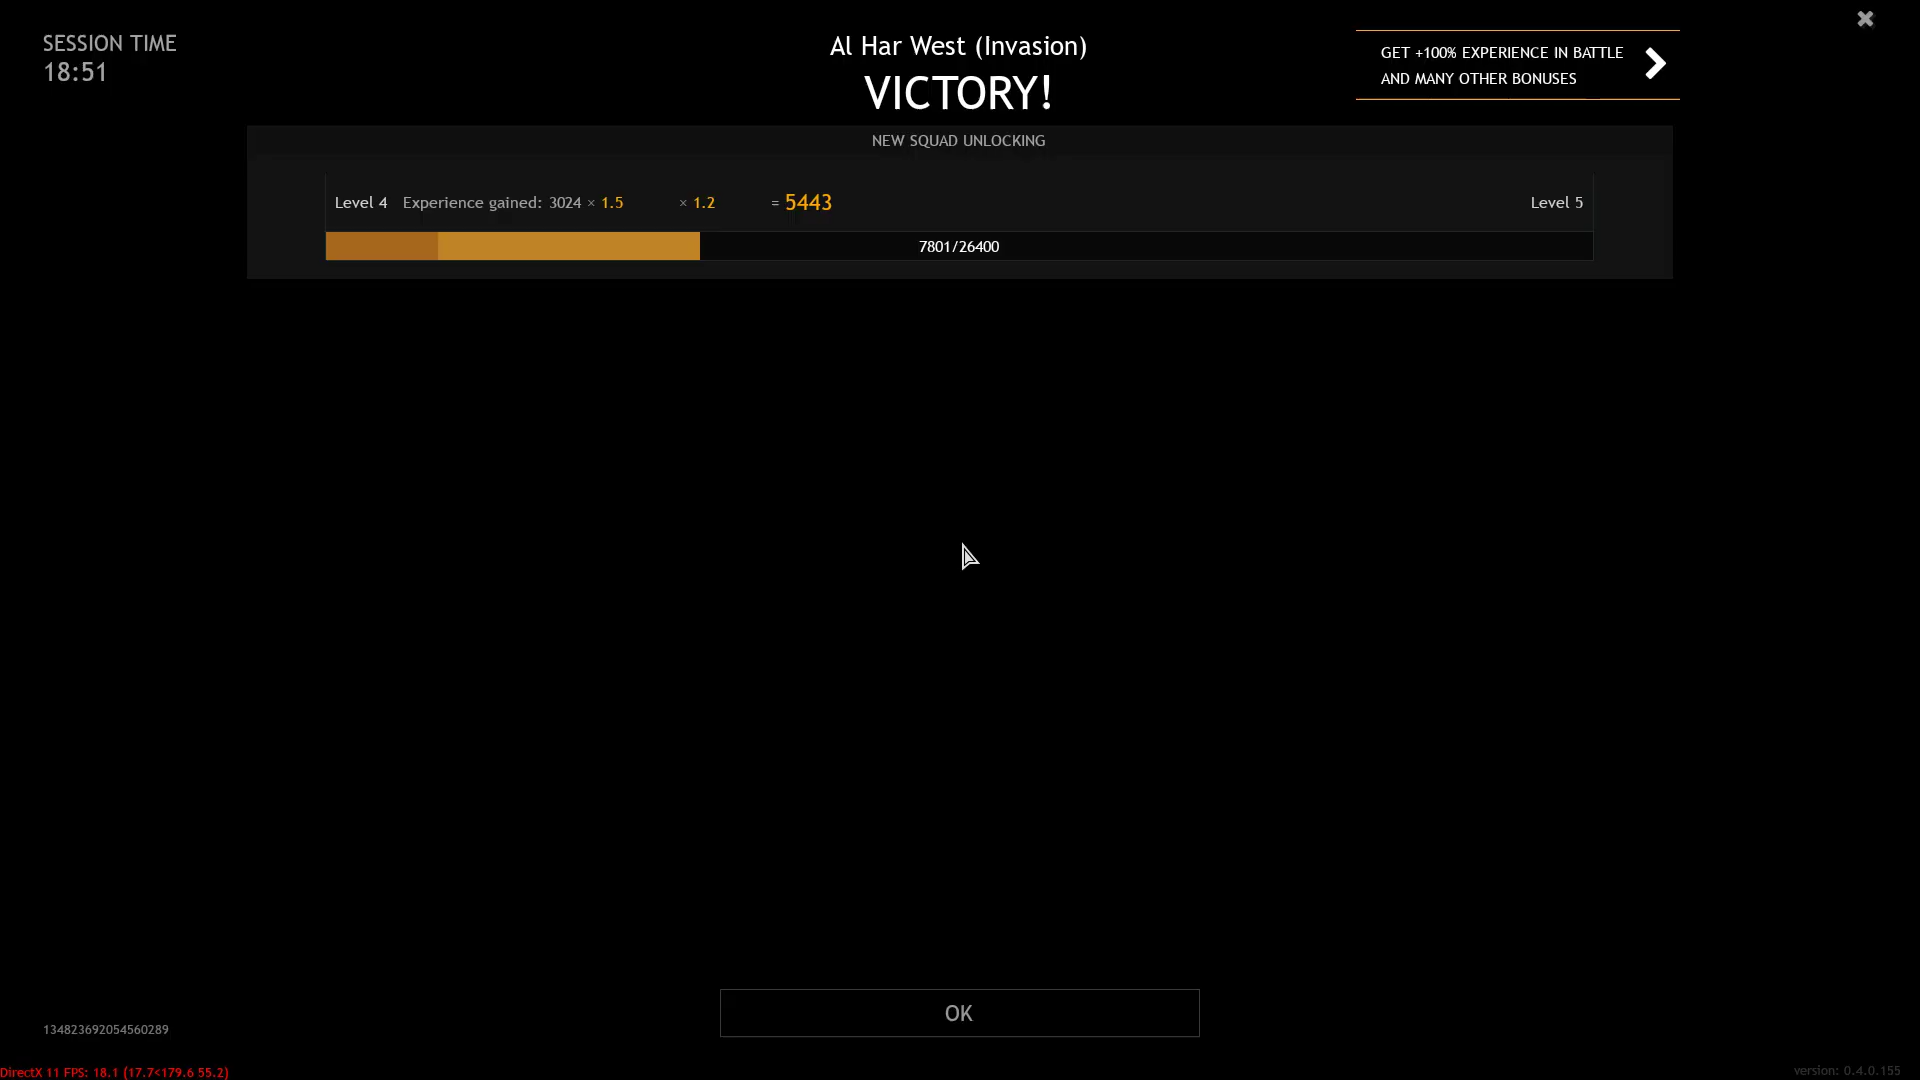 SESSION TIME
18:51
Al Har West (Invasion)
VICTORY!
GET +100% EXPERIENCE IN BATTLE
AND MANY OTHER BONUSES
NEW SQUAD UNLOCKING
Level 4 Experience gained: 3024 × 1.5 × 1.2 = 5443 Level 5
7801/26400
OK
134823692054560289
DirectX 11 FPS: 18.1 (17.7<179.6 55.2)
version: 0.4.0.155